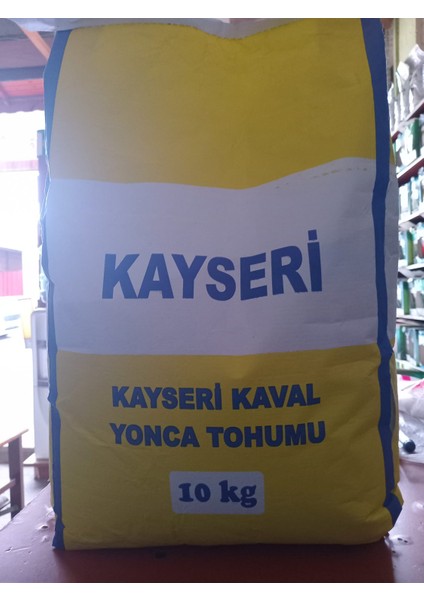 KAYSERİ
KAYSERİ KAVAL
YONCA TOHUMU
10 kg